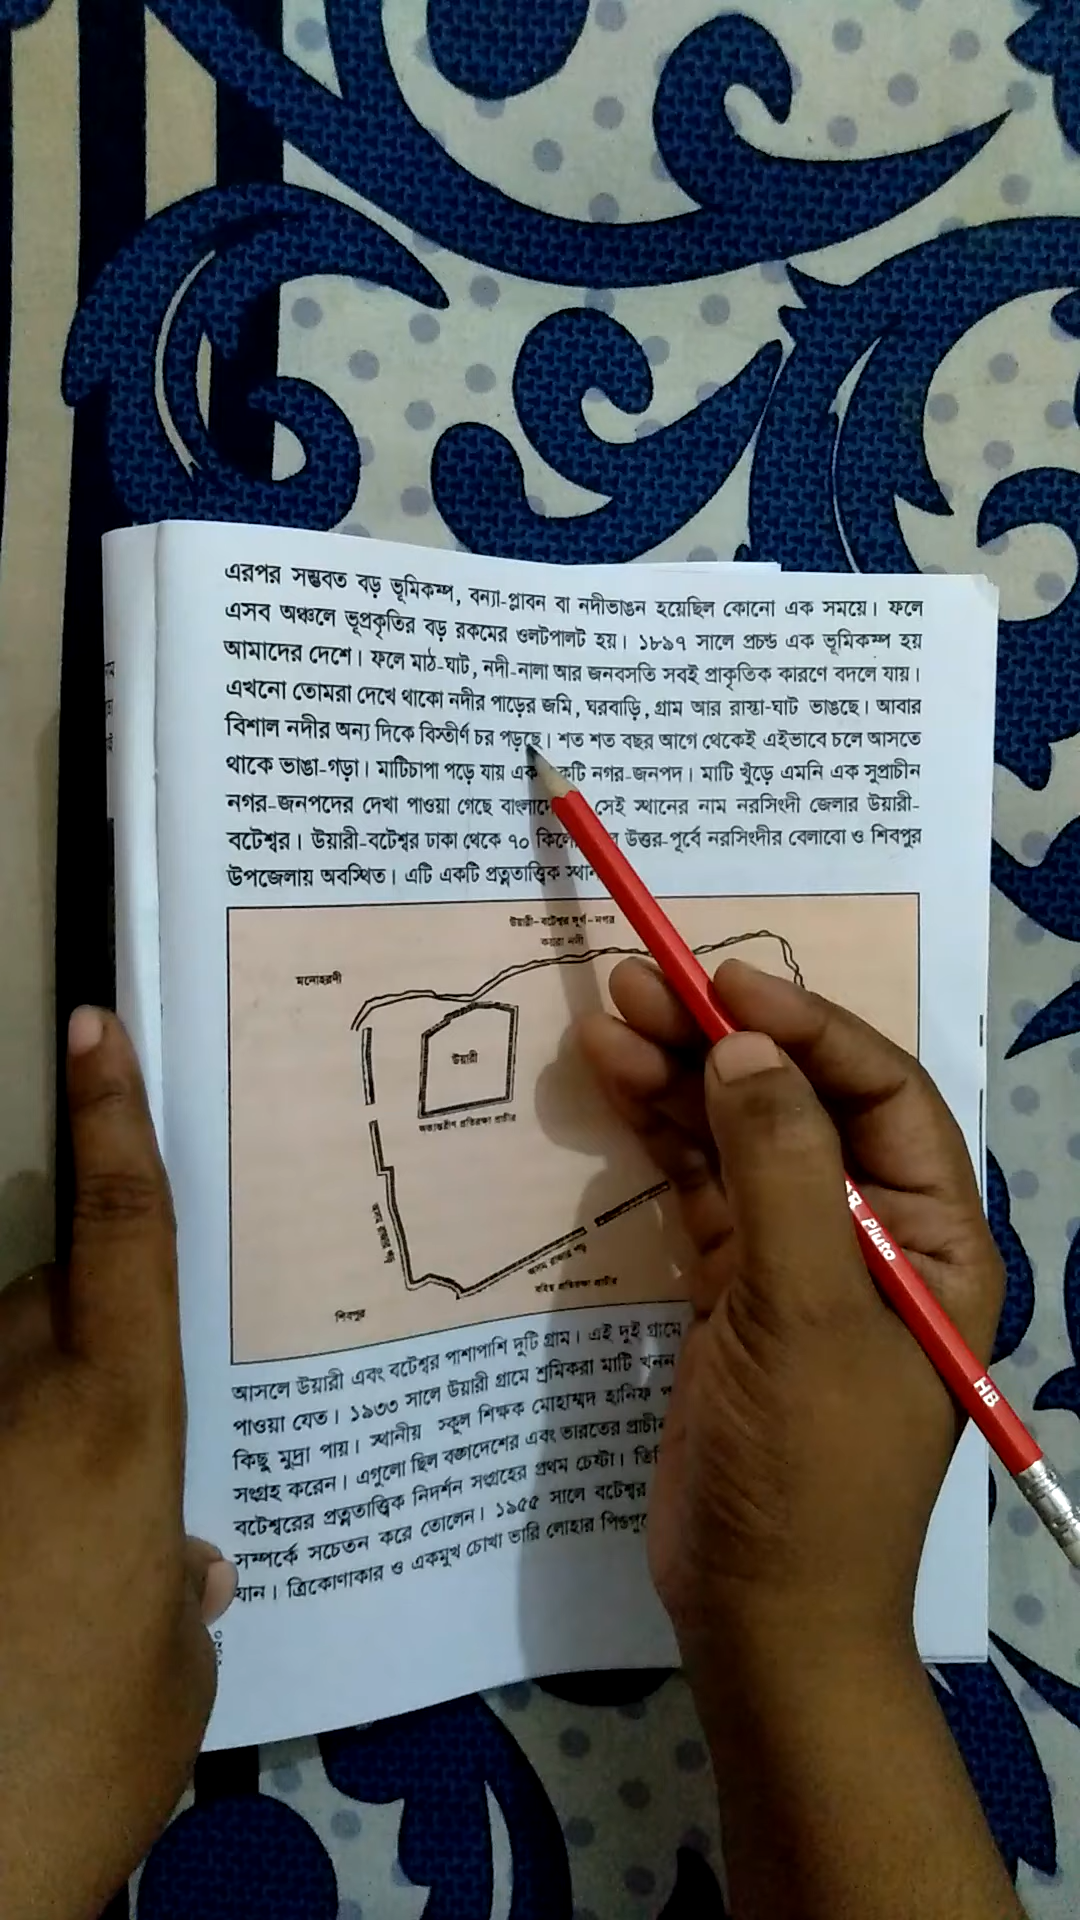 এরপর সম্ভবত বড় ভূমিকম্প, বন্যা-প্লাবন বা নদীভাঙন হয়েছিল কোনো এক সময়ে। ফলে
এসব অঞ্চলে ভূপ্রকৃতির বড় রকমের ওলটপালট হয়। ১৮৯৭ সালে প্রচন্ড এক ভূমিকম্প হয়
আমাদের দেশে। ফলে মাঠ-ঘাট, নদী-নালা আর জনবসতি সবই প্রাকৃতিক কারণে বদলে যায়।
এখনো তোমরা দেখে থাকো নদীর পাড়ের জমি, ঘরবাড়ি, গ্রাম আর রাস্তা-ঘাট ভাঙছে। আবার
বিশাল নদীর অন্য দিকে বিস্তীর্ণ চর পড়ছে। শত শত বছর আগে থেকেই এইভাবে চলে আসতে
থাকে ভাঙা-গড়া। মাটিচাপা পড়ে যায় নগর-জনপদ। মাটি খুঁড়ে এমনি এক সুপ্রাচীন
নগর-জনপদের দেখা পাওয়া গেছে সেই স্থানের নাম নরসিংদী জেলার উয়ারী-
বটেশ্বর। উয়ারী-বটেশ্বর ঢাকা থেকে ৭০ উত্তর-পূর্বে নরসিংদীর বেলাবো ও শিবপুর
উপজেলায় অবস্থিত। এটি একটি প্রত্নতাত্ত্বিক
উয়ারী-বটেশ্বর দুর্গ-নগর
কয়রা নদী
মনোহরদী
উয়ারী
অভ্যন্তরীণ প্রতিরক্ষা প্রাচীর
অসম রাজার গড়
অসম রাজার গড়
বহিঃ প্রতিরক্ষা প্রাচীর
শিবপুর
আসলে উয়ারী এবং বটেশ্বর পাশাপাশি দুটি গ্রাম। এই দুই গ্রামে
পাওয়া যেত। ১৯৩৩ সালে উয়ারী গ্রামে শ্রমিকরা মাটি খনন
কিছু মুদ্রা পায়। স্থানীয় স্কুল শিক্ষক মোহাম্মদ হানিফ
সংগ্রহ করেন। এগুলো ছিল বঙ্গদেশের এবং ভারতের প্রাচীন
বটেশ্বরের প্রত্নতাত্ত্বিক নিদর্শন সংগ্রহের প্রথম চেষ্টা।
সম্পর্কে সচেতন করে তোলেন। ১৯৫৫ সালে বটেশ্বর
যান। ত্রিকোণাকার ও একমুখ চোখা ভারি লোহার
Pluto
HB